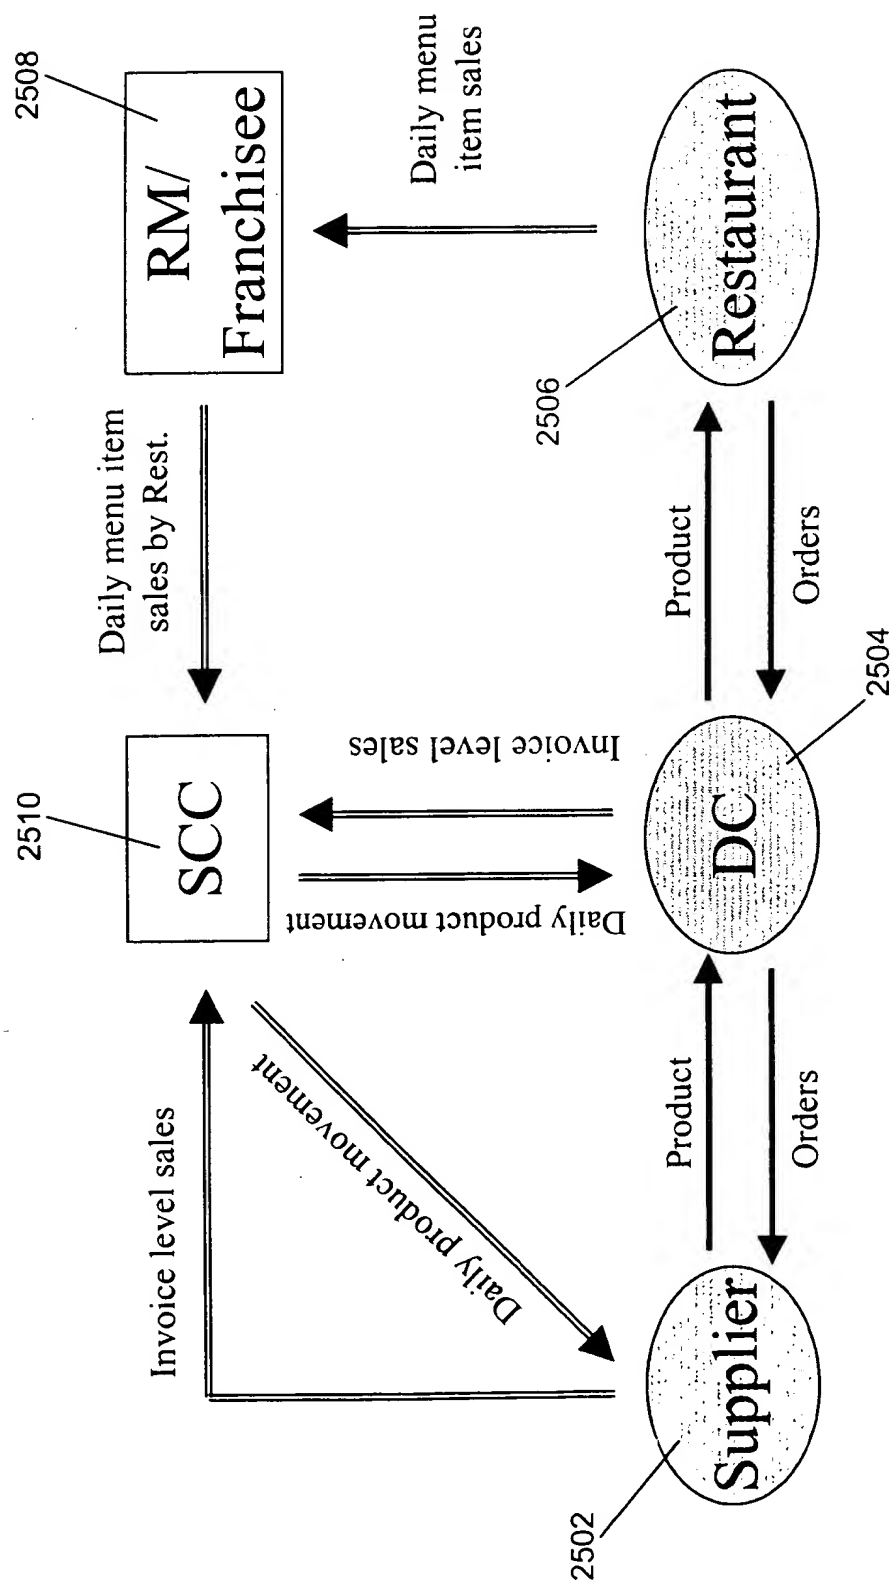 2510
SCC
Daily menu item
sales by Rest.
2508
RM/
Franchisee
Invoice level sales
Daily product movement
Daily product movement
Invoice level sales
Daily menu
item sales
2502
Supplier
Product
Orders
DC
2504
Product
Orders
2506
Restaurant